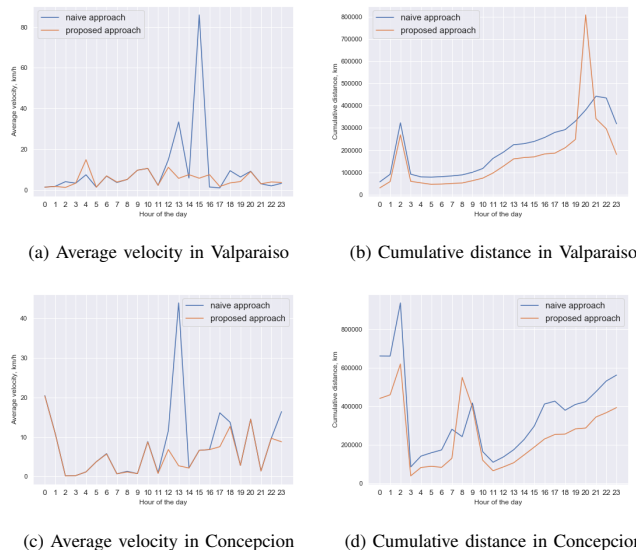 naive approach
proposed approach
Average velocity, km/h
80
60
40
20
0
0 1 2 3 4 5 6 7 8 9 10 11 12 13 14 15 16 17 18 19 20 21 22 23
Hour of the day
(a) Average velocity in Valparaiso
naive approach
proposed approach
Cumulative distance, km
800000
700000
600000
500000
400000
300000
200000
100000
0
0 1 2 3 4 5 6 7 8 9 10 11 12 13 14 15 16 17 18 19 20 21 22 23
Hour of the day
(b) Cumulative distance in Valparaiso
naive approach
proposed approach
Average velocity, km/h
40
30
20
10
0
0 1 2 3 4 5 6 7 8 9 10 11 12 13 14 15 16 17 18 19 20 21 22 23
Hour of the day
(c) Average velocity in Concepcion
naive approach
proposed approach
Cumulative distance, km
800000
600000
400000
200000
0
0 1 2 3 4 5 6 7 8 9 10 11 12 13 14 15 16 17 18 19 20 21 22 23
Hour of the day
(d) Cumulative distance in Concepcion